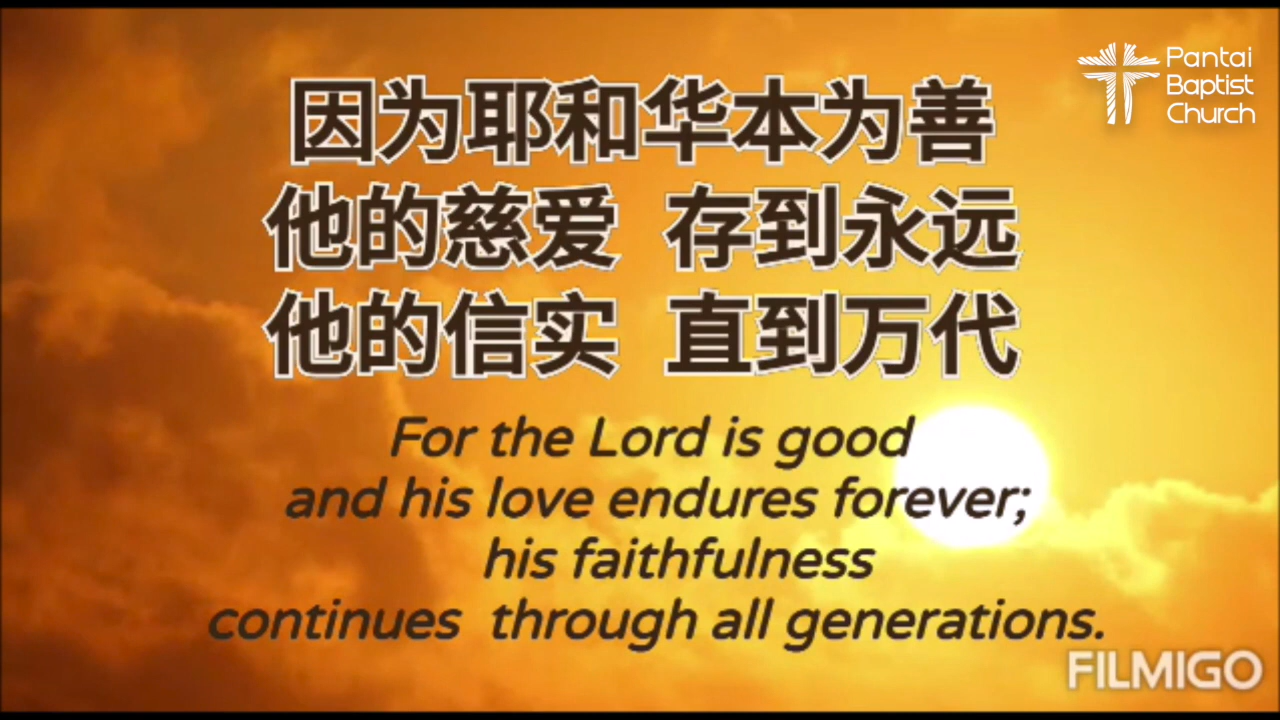 Pantai
Baptist
Church
因为耶和华本为善
他的慈爱 存到永远
他的信实 直到万代
For the Lord is good
and his love endures forever;
his faithfulness
continues through all generations.
FILMIGO